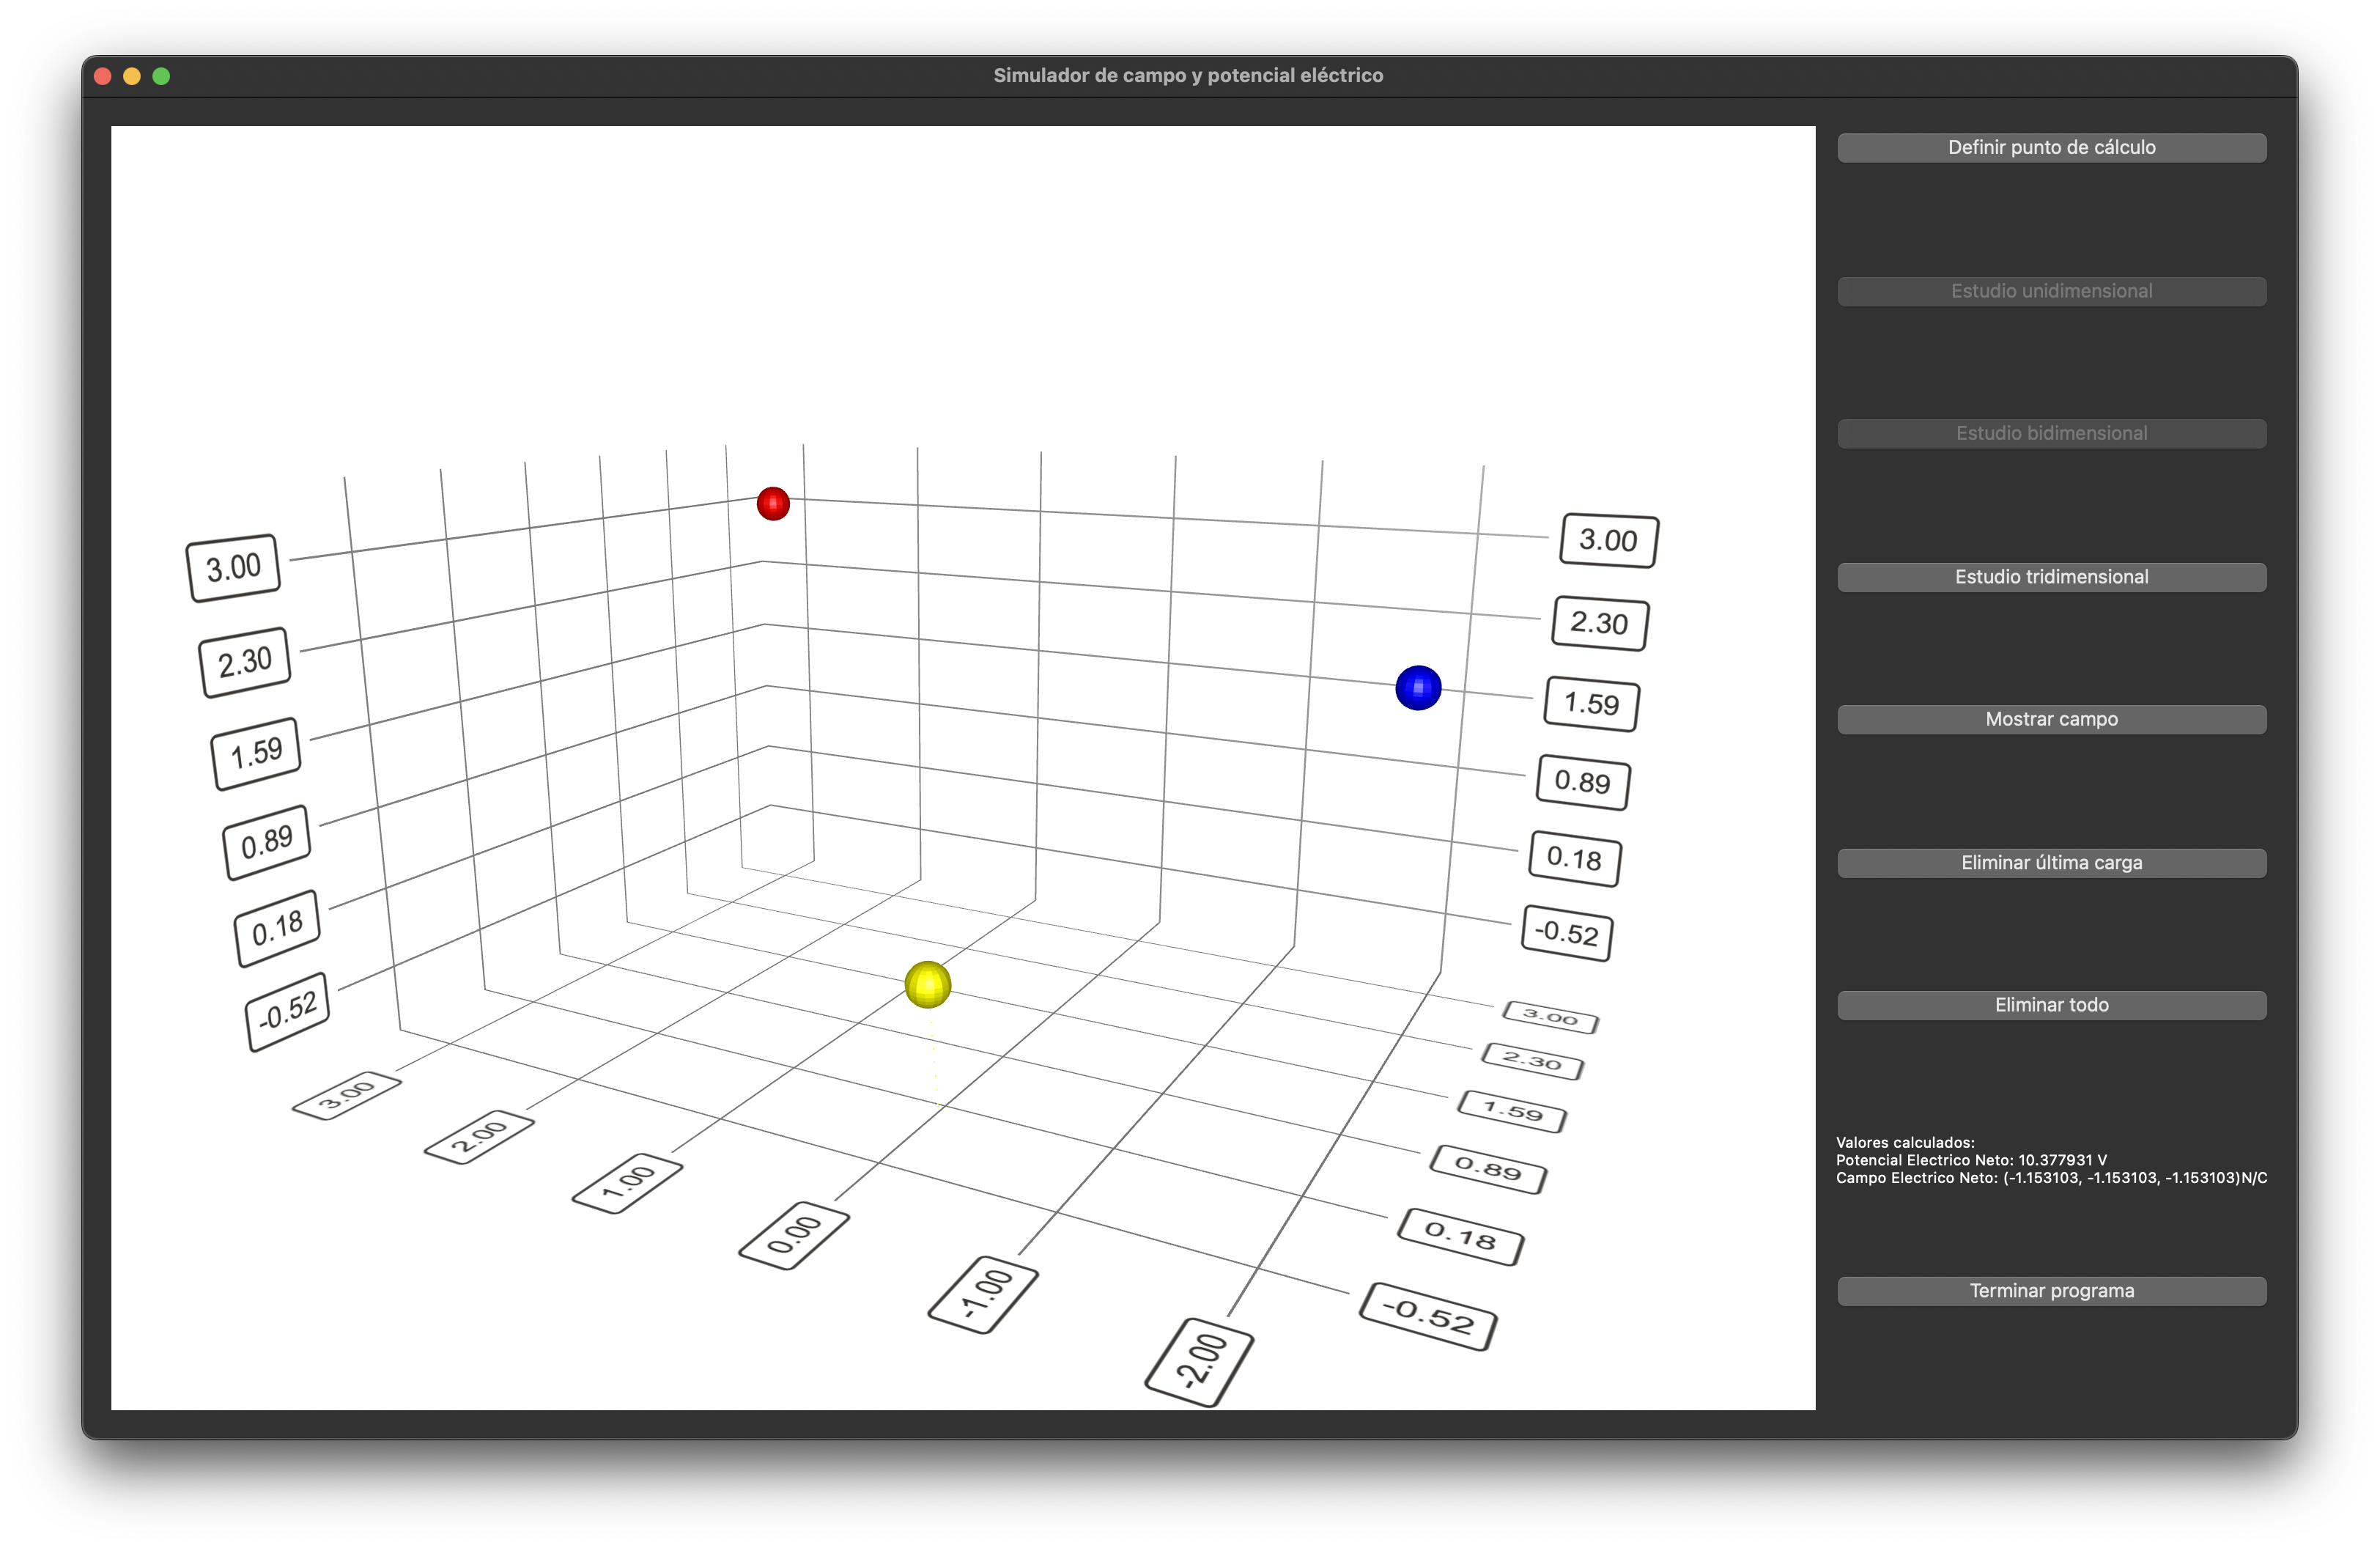 Simulador de campo y potencial eléctrico
Definir punto de cálculo
Estudio unidimensional
Estudio bidimensional
Estudio tridimensional
Mostrar campo
Eliminar última carga
Eliminar todo
Valores calculados:
Potencial Electrico Neto: 10.377931 V
Campo Electrico Neto: (-1.153103, -1.153103, -1.153103)N/C
Terminar programa
3.00
2.30
1.59
0.89
0.18
-0.52
3.00
2.30
1.59
0.89
0.18
-0.52
3.00
2.00
1.00
0.00
-1.00
-2.00
3.00
2.30
1.59
0.89
0.18
-0.52